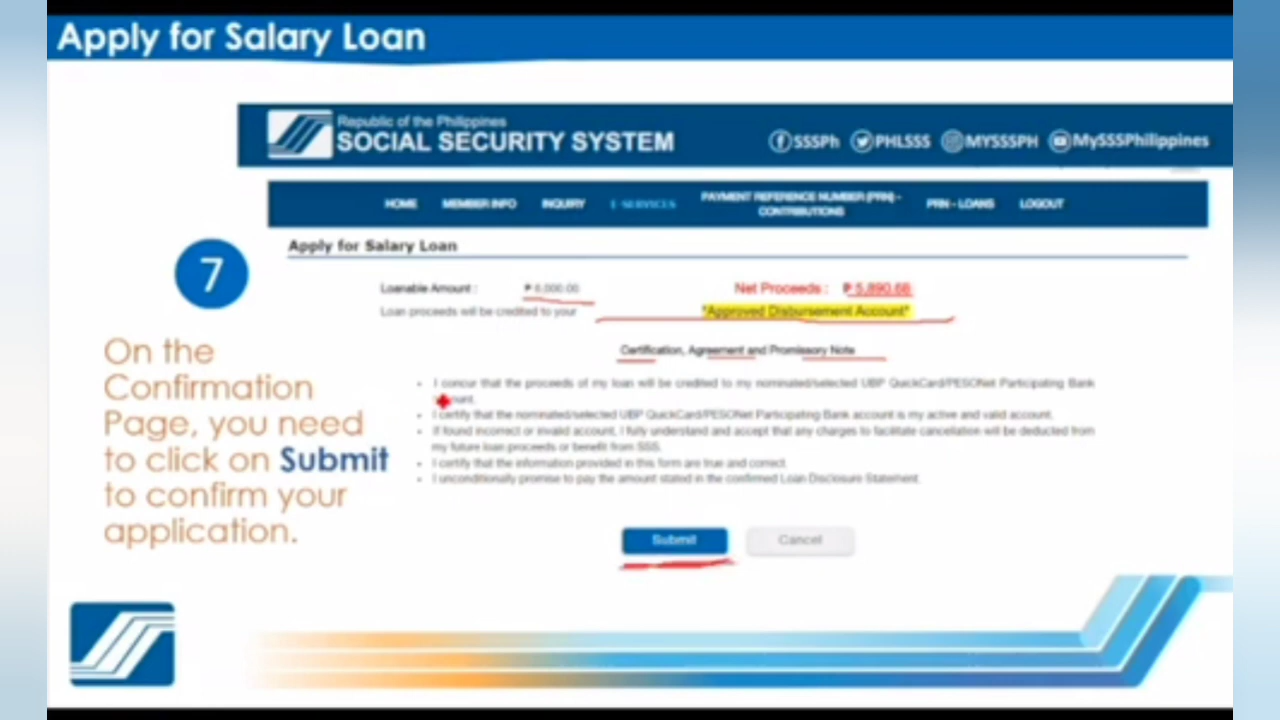 Apply for Salary Loan
Republic of the Philippines
SOCIAL SECURITY SYSTEM
SSSPh PHLSSS MYSSSPH MySSSPhilippines
HOME MEMBER INFO INQUIRY E-SERVICES PAYMENT REFERENCE NUMBER (PRN) - CONTRIBUTIONS PRN - LOANS LOGOUT
Apply for Salary Loan
7
Loanable Amount : ₱ 6,000.00 Net Proceeds : ₱ 5,890.68
Loan proceeds will be credited to your *Approved Disbursement Account*
Certification, Agreement and Promissory Note
On the
Confirmation
Page, you need
to click on Submit
to confirm your
application.
• I concur that the proceeds of my loan will be credited to my nominated/selected UBP QuickCard/PESONet Participating Bank
• I certify that the nominated/selected UBP QuickCard/PESONet Participating Bank account is my active and valid account.
• If found incorrect or invalid account, I fully understand and accept that any charges to facilitate cancellation will be deducted from
my future loan proceeds or benefit from SSS.
• I certify that the information provided in this form are true and correct.
• I unconditionally promise to pay the amount stated in the confirmed Loan Disclosure Statement.
Submit Cancel